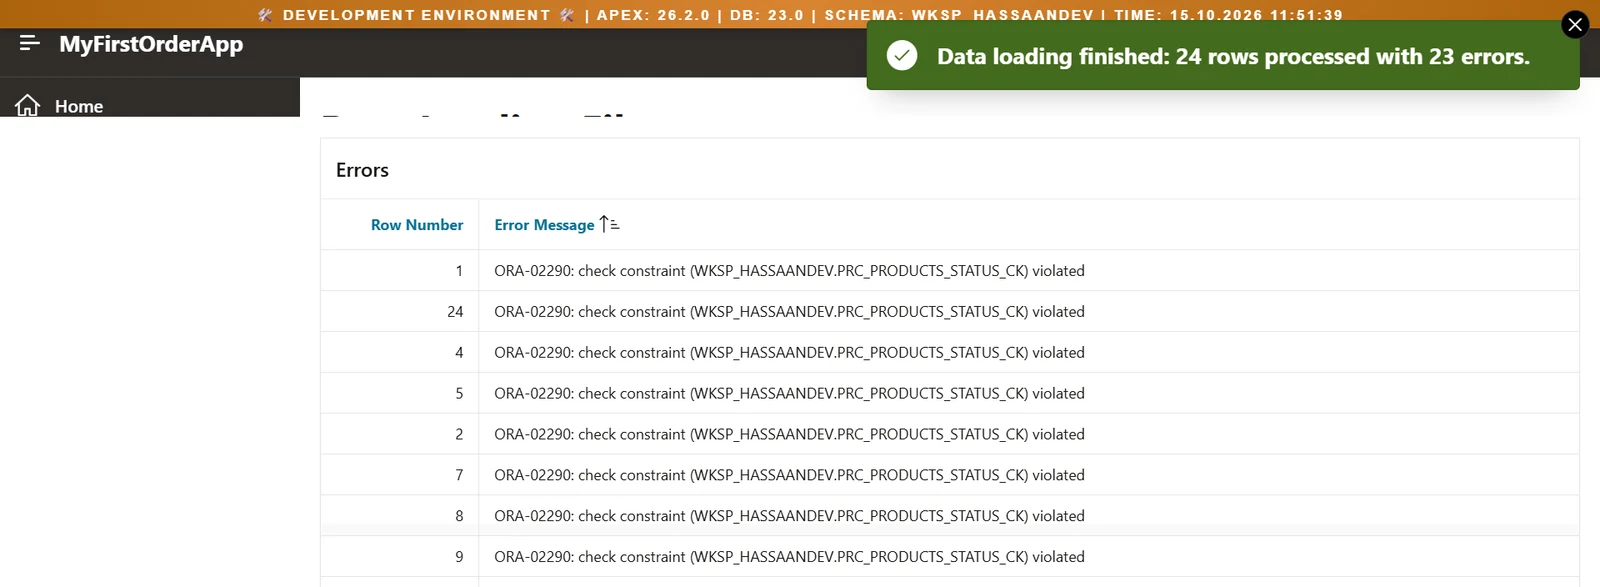 🛠️ DEVELOPMENT ENVIRONMENT 🛠️ | APEX: 26.2.0 | DB: 23.0 | SCHEMA: WKSP_HASSAANDEV | TIME: 15.10.2026 11:51:39
MyFirstOrderApp
Data loading finished: 24 rows processed with 23 errors.
Home
Errors
Row Number Error Message
1 ORA-02290: check constraint (WKSP_HASSAANDEV.PRC_PRODUCTS_STATUS_CK) violated
24 ORA-02290: check constraint (WKSP_HASSAANDEV.PRC_PRODUCTS_STATUS_CK) violated
4 ORA-02290: check constraint (WKSP_HASSAANDEV.PRC_PRODUCTS_STATUS_CK) violated
5 ORA-02290: check constraint (WKSP_HASSAANDEV.PRC_PRODUCTS_STATUS_CK) violated
2 ORA-02290: check constraint (WKSP_HASSAANDEV.PRC_PRODUCTS_STATUS_CK) violated
7 ORA-02290: check constraint (WKSP_HASSAANDEV.PRC_PRODUCTS_STATUS_CK) violated
8 ORA-02290: check constraint (WKSP_HASSAANDEV.PRC_PRODUCTS_STATUS_CK) violated
9 ORA-02290: check constraint (WKSP_HASSAANDEV.PRC_PRODUCTS_STATUS_CK) violated